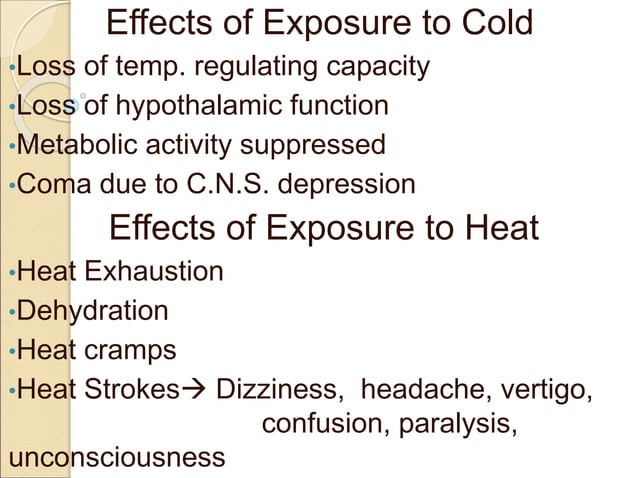 Effects of Exposure to Cold
•Loss of temp. regulating capacity
•Loss of hypothalamic function
•Metabolic activity suppressed
•Coma due to C.N.S. depression
Effects of Exposure to Heat
•Heat Exhaustion
•Dehydration
•Heat cramps
•Heat Strokes→ Dizziness, headache, vertigo,
confusion, paralysis,
unconsciousness